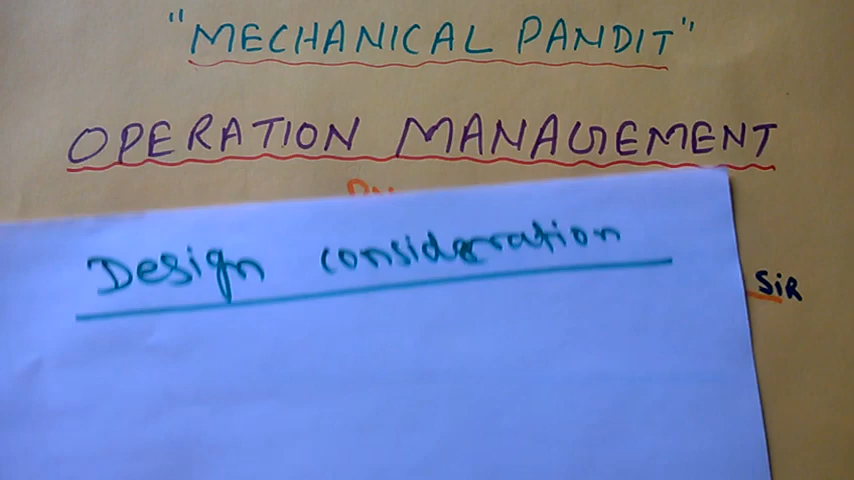 "MECHANICAL PANDIT"
OPERATION MANAGEMENT
Design consideration
SiR